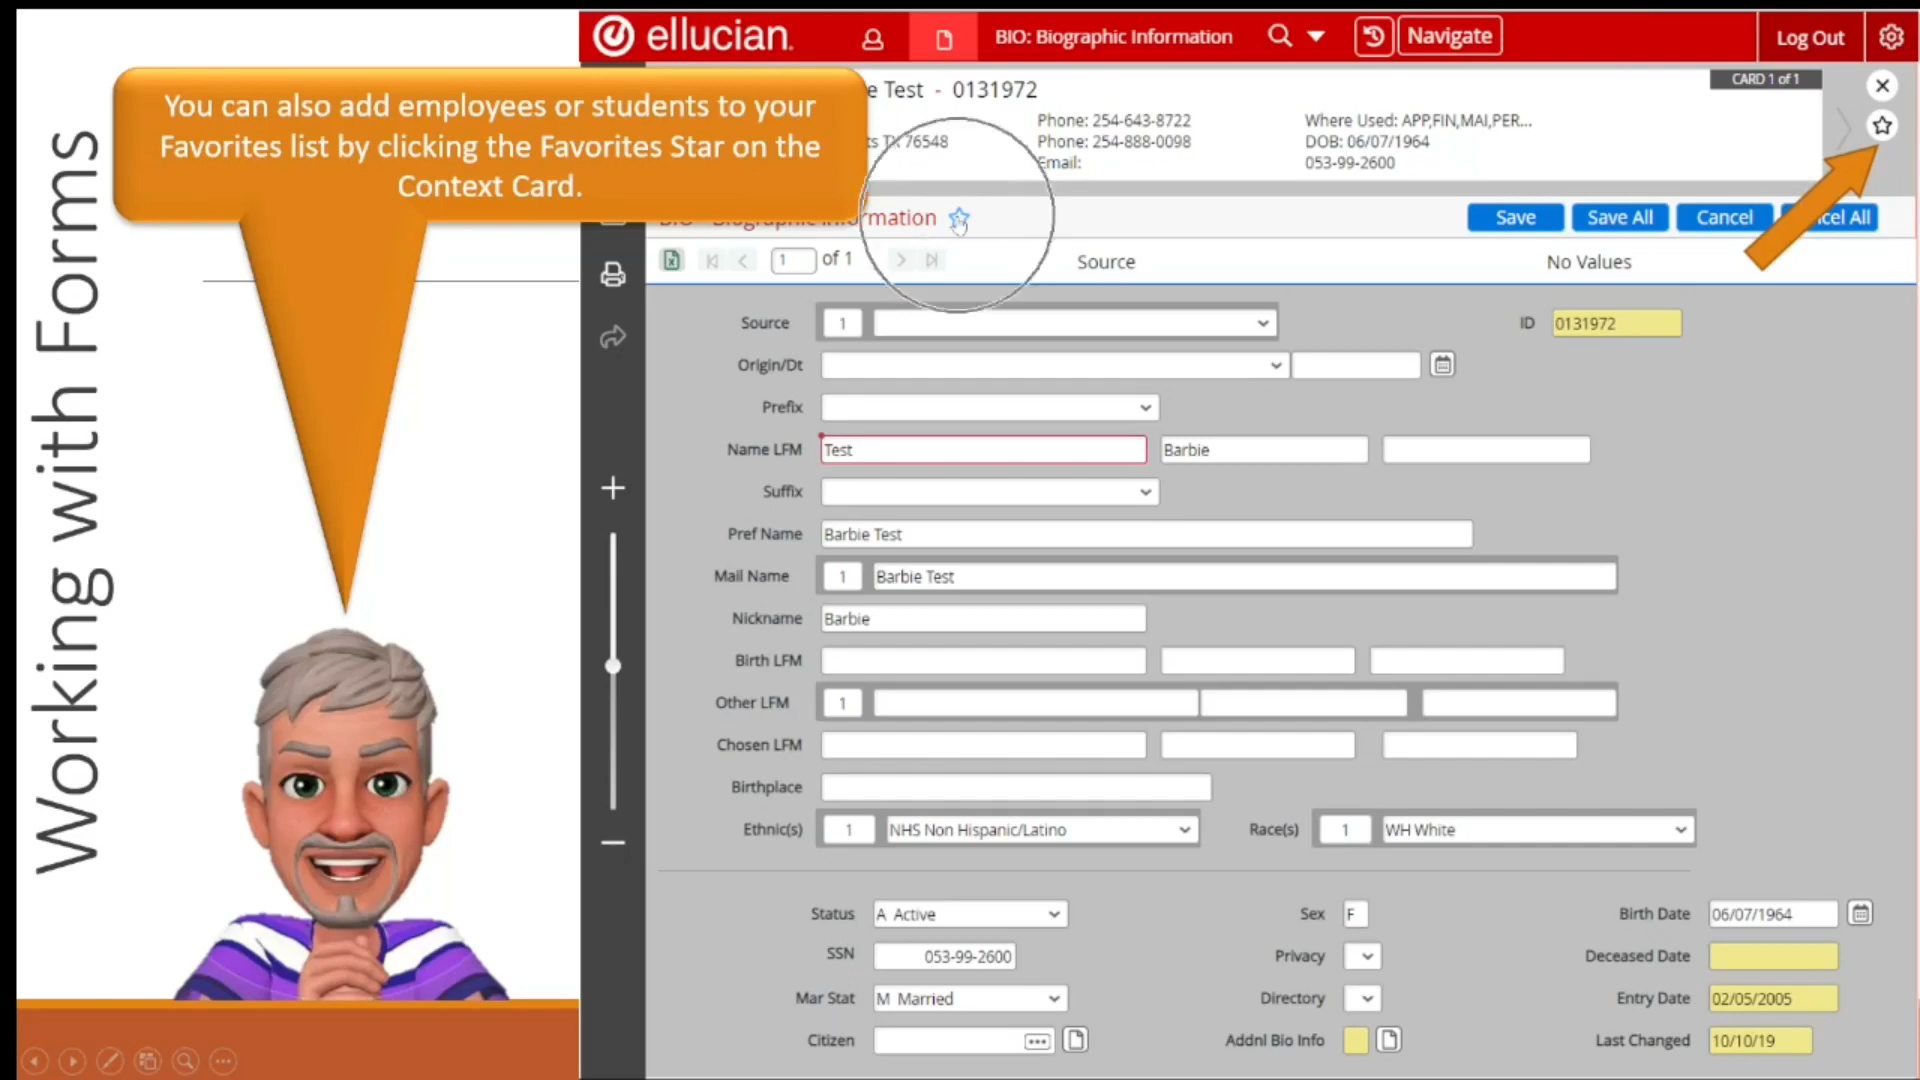 Working with Forms
You can also add employees or students to your
Favorites list by clicking the Favorites Star on the
Context Card.
ellucian.
BIO: Biographic Information
Navigate
Log Out
e Test - 0131972
CARD 1 of 1
ts TX 76548
Phone: 254-643-8722
Phone: 254-888-0098
Email:
Where Used: APP,FIN,MAI,PER...
DOB: 06/07/1964
053-99-2600
BIO - Biographic Information
Save
Save All
Cancel
cel All
1 of 1
Source
No Values
Source 1
ID 0131972
Origin/Dt
Prefix
Name LFM Test Barbie
Suffix
Pref Name Barbie Test
Mail Name 1 Barbie Test
Nickname Barbie
Birth LFM
Other LFM 1
Chosen LFM
Birthplace
Ethnic(s) 1 NHS Non Hispanic/Latino Race(s) 1 WH White
Status A Active Sex F Birth Date 06/07/1964
SSN 053-99-2600 Privacy Deceased Date
Mar Stat M Married Directory Entry Date 02/05/2005
Citizen Addnl Bio Info Last Changed 10/10/19